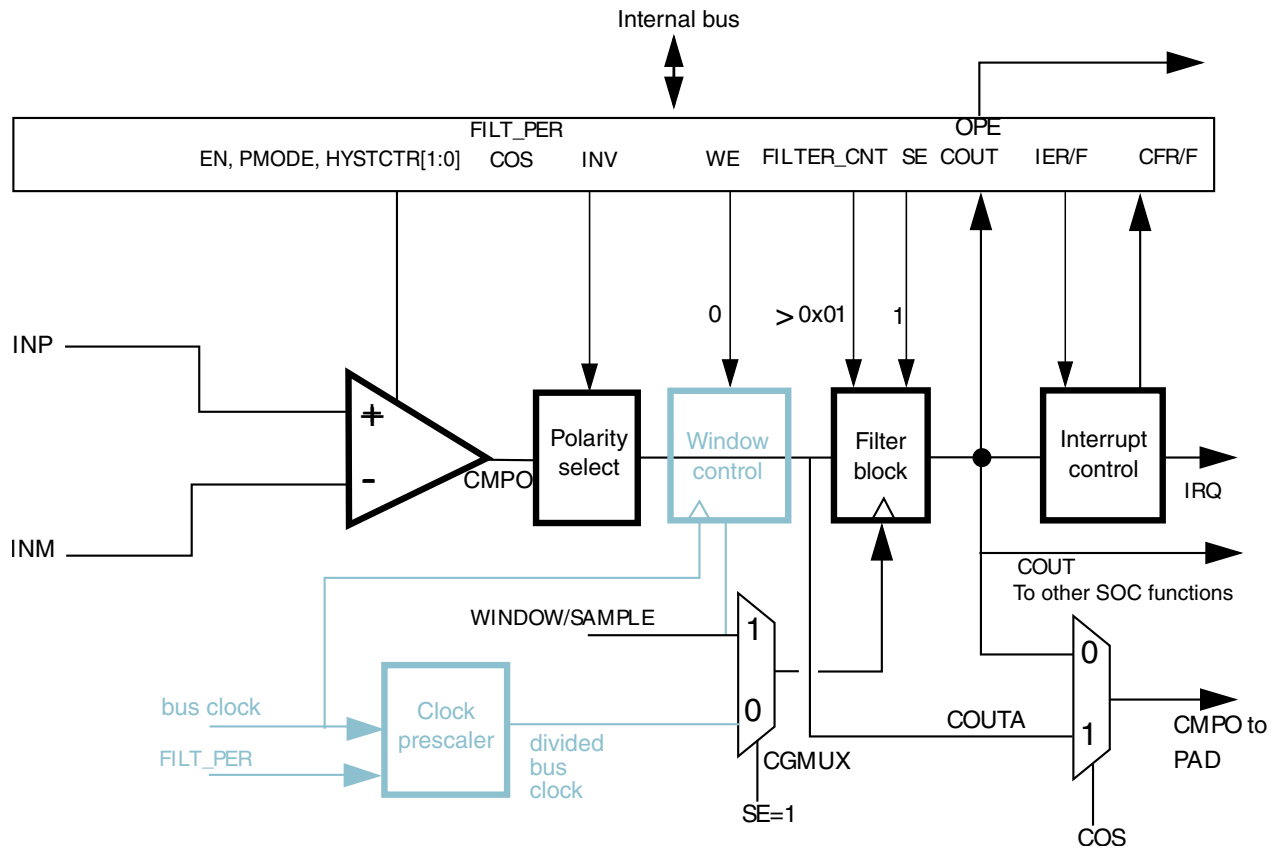 Internal bus
FILT_PER
OPE
EN, PMODE, HYSTCTR[1:0]
COS
INV
WE
FILTER_CNT
SE
COUT
IER/F
CFR/F
0
> 0x01
1
INP
+
-
INM
CMPO
Polarity
select
Window
control
Filter
block
Interrupt
control
IRQ
COUT
To other SOC functions
WINDOW/SAMPLE
1
0
CGMUX
SE=1
bus clock
FILT_PER
Clock
prescaler
divided
bus
clock
COUTA
0
1
CMPO to
PAD
COS